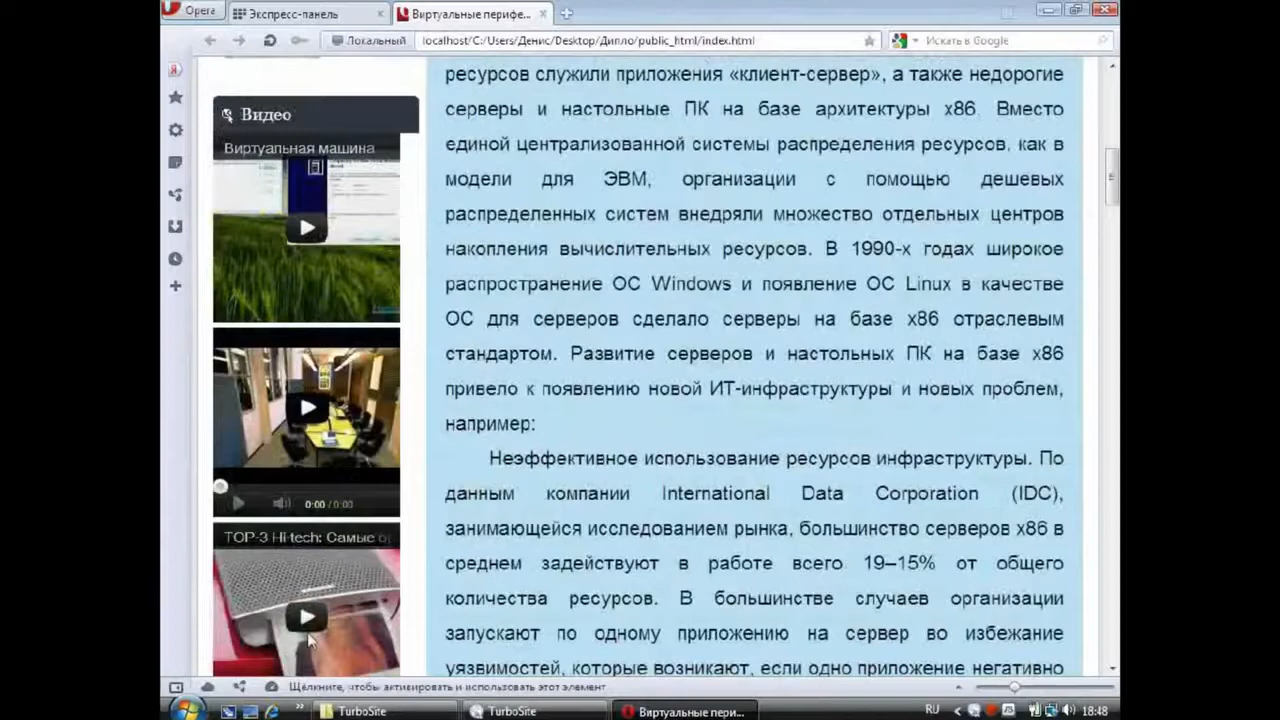 Opera
Экспресс-панель
Виртуальные перифе...
Локальный
localhost/C:/Users/Денис/Desktop/Дипло/public_html/index.html
Искать в Google
Видео
Виртуальная машина
0:00 / 0:00
TOP-3 Hi-tech: Самые
ресурсов служили приложения «клиент-сервер», а также недорогие
серверы и настольные ПК на базе архитектуры x86. Вместо
единой централизованной системы распределения ресурсов, как в
модели для ЭВМ, организации с помощью дешевых
распределенных систем внедряли множество отдельных центров
накопления вычислительных ресурсов. В 1990-х годах широкое
распространение ОС Windows и появление ОС Linux в качестве
ОС для серверов сделало серверы на базе x86 отраслевым
стандартом. Развитие серверов и настольных ПК на базе x86
привело к появлению новой ИТ-инфраструктуры и новых проблем,
например:
Неэффективное использование ресурсов инфраструктуры. По
данным компании International Data Corporation (IDC),
занимающейся исследованием рынка, большинство серверов x86 в
среднем задействуют в работе всего 19–15% от общего
количества ресурсов. В большинстве случаев организации
запускают по одному приложению на сервер во избежание
уязвимостей, которые возникают, если одно приложение негативно
Щелкните, чтобы активировать и использовать этот элемент
TurboSite
TurboSite
Виртуальные пери...
RU
18:48